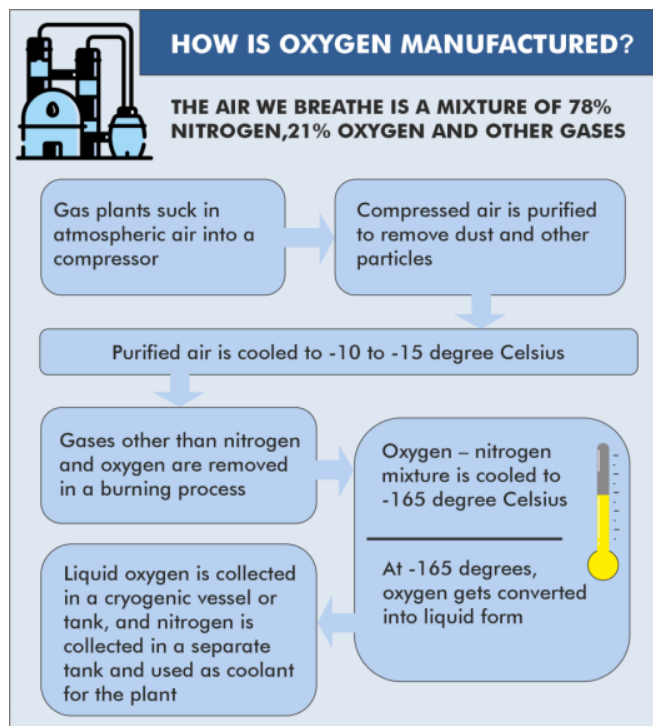 HOW IS OXYGEN MANUFACTURED?
THE AIR WE BREATHE IS A MIXTURE OF 78%
NITROGEN,21% OXYGEN AND OTHER GASES
Gas plants suck in
atmospheric air into a
compressor
Compressed air is purified
to remove dust and other
particles
Purified air is cooled to -10 to -15 degree Celsius
Gases other than nitrogen
and oxygen are removed
in a burning process
Oxygen – nitrogen
mixture is cooled to
-165 degree Celsius
At -165 degrees,
oxygen gets converted
into liquid form
Liquid oxygen is collected
in a cryogenic vessel or
tank, and nitrogen is
collected in a separate
tank and used as coolant
for the plant